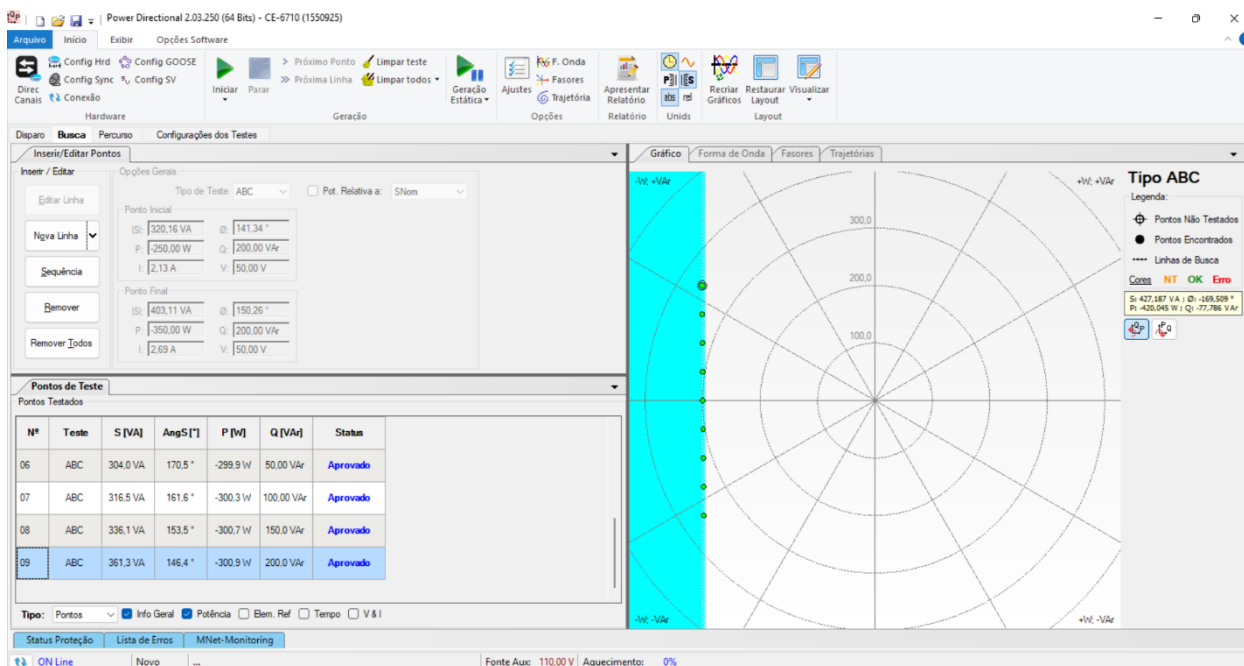 Power Directional 2.03.250 (64 Bits) - CE-6710 (1550925)
Arquivo Início Exibir Opções Software
Direc Canais
Config Hrd Config GOOSE
Config Sync Config SV
Conexão
Hardware
Iniciar Parar
Próximo Ponto Limpar teste
Próxima Linha Limpar todos
Geração Estática
Geração
Ajustes
F. Onda
Fasores
Trajetória
Opções
Apresentar Relatório
Relatório
abs rel
Unids
Recriar Gráficos
Restaurar Layout
Visualizar
Layout
Disparo Busca Percurso Configurações dos Testes
Inserir/Editar Pontos
Inserir / Editar
Editar Linha
Nova Linha
Sequência
Remover
Remover Todos
Opções Gerais
Tipo de Teste ABC Pot. Relativa a: SNom
Ponto Inicial
|S|: 320,16 VA Ø: 141,34 °
P: -250,00 W Q: 200,00 VAr
I: 2,13 A V: 50,00 V
Ponto Final
|S|: 403,11 VA Ø: 150,26 °
P: -350,00 W Q: 200,00 VAr
I: 2,69 A V: 50,00 V
Pontos de Teste
Pontos Testados
Nº Teste S [VA] AngS [°] P [W] Q [VAr] Status
06 ABC 304,0 VA 170,5 ° -299,9 W 50,00 VAr Aprovado
07 ABC 316,5 VA 161,6 ° -300,3 W 100,00 VAr Aprovado
08 ABC 336,1 VA 153,5 ° -300,7 W 150,0 VAr Aprovado
09 ABC 361,3 VA 146,4 ° -300,9 W 200,0 VAr Aprovado
Tipo: Pontos Info Geral Potência Elem. Ref Tempo V & I
Gráfico Forma de Onda Fasores Trajetórias
-W; +VAr
+W; +VAr
300,0
200,0
100,0
-W; -VAr
+W; -VAr
Tipo ABC
Legenda:
Pontos Não Testados
Pontos Encontrados
Linhas de Busca
Cores NT OK Erro
S: 427,187 VA ; Ø: -169,509 °
P: -420,045 W ; Q: -77,786 VAr
Status Proteção Lista de Erros MNet-Monitoring
ON Line Novo ... Fonte Aux: 110,00 V Aquecimento: 0%